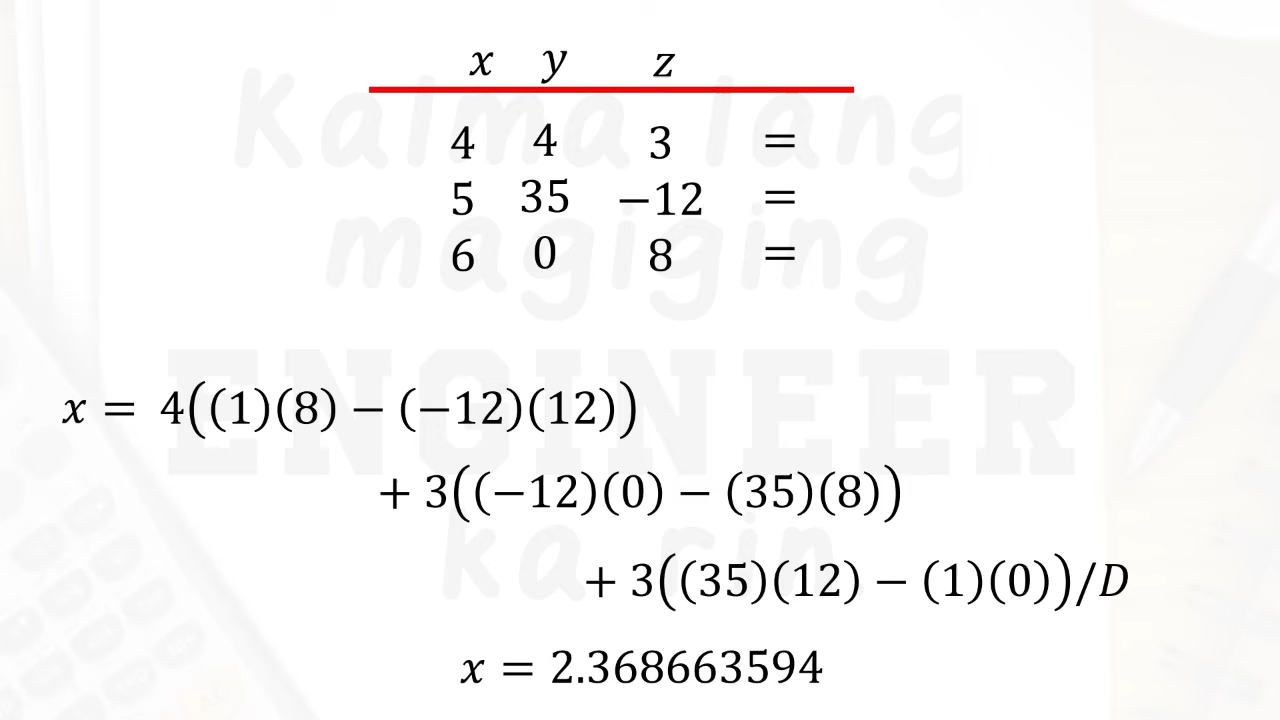 x y z
4 4 3 =
5 35 −12 =
6 0 8 =
x = 4((1)(8) − (−12)(12))
+ 3((−12)(0) − (35)(8))
+ 3((35)(12) − (1)(0))/D
x = 2.368663594
Kalma lang
magiging
ENGINEER
ka rin